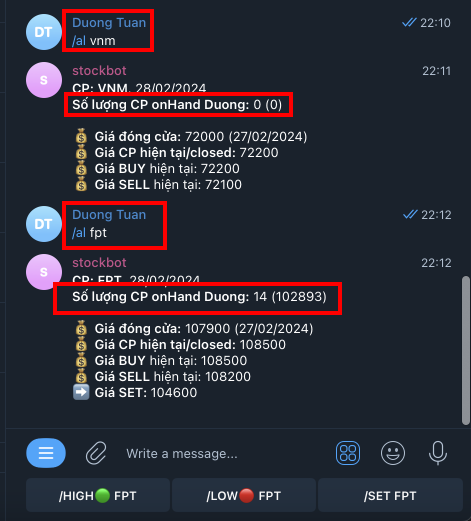 DT
Duong Tuan
22:10
/al vnm
S
stockbot
22:11
CP: VNM, 28/02/2024
Số lượng CP onHand Duong: 0 (0)
💰 Giá đóng cửa: 72000 (27/02/2024)
💰 Giá CP hiện tại/closed: 72200
💰 Giá BUY hiện tại: 72200
💰 Giá SELL hiện tại: 72100
DT
Duong Tuan
22:12
/al fpt
S
stockbot
22:12
CP: FPT, 28/02/2024
Số lượng CP onHand Duong: 14 (102893)
💰 Giá đóng cửa: 107900 (27/02/2024)
💰 Giá CP hiện tại/closed: 108500
💰 Giá BUY hiện tại: 108500
💰 Giá SELL hiện tại: 108200
➡️ Giá SET: 104600
Write a message...
/HIGH🟢 FPT
/LOW🔴 FPT
/SET FPT